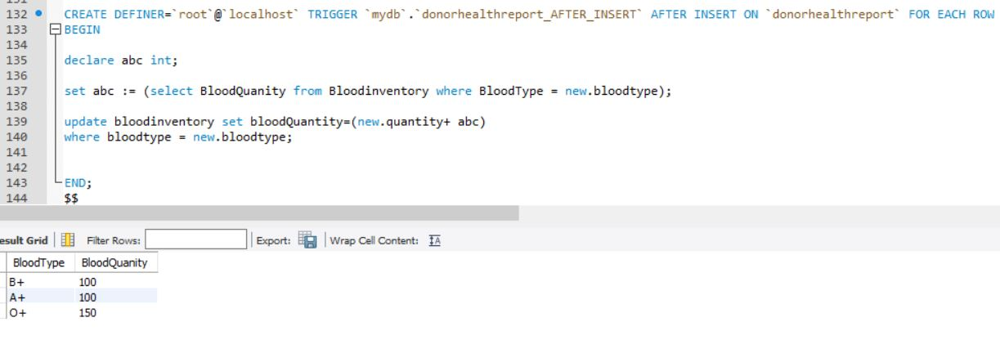 132 CREATE DEFINER=`root`@`localhost` TRIGGER `mydb`.`donorhealthreport_AFTER_INSERT` AFTER INSERT ON `donorhealthreport` FOR EACH ROW
133 BEGIN
134
135 declare abc int;
136
137 set abc := (select BloodQuanity from Bloodinventory where BloodType = new.bloodtype);
138
139 update bloodinventory set bloodQuantity=(new.quantity+ abc)
140 where bloodtype = new.bloodtype;
141
142
143 END;
144 $$
esult Grid Filter Rows: Export: Wrap Cell Content: IA
BloodType BloodQuanity
B+ 100
A+ 100
O+ 150